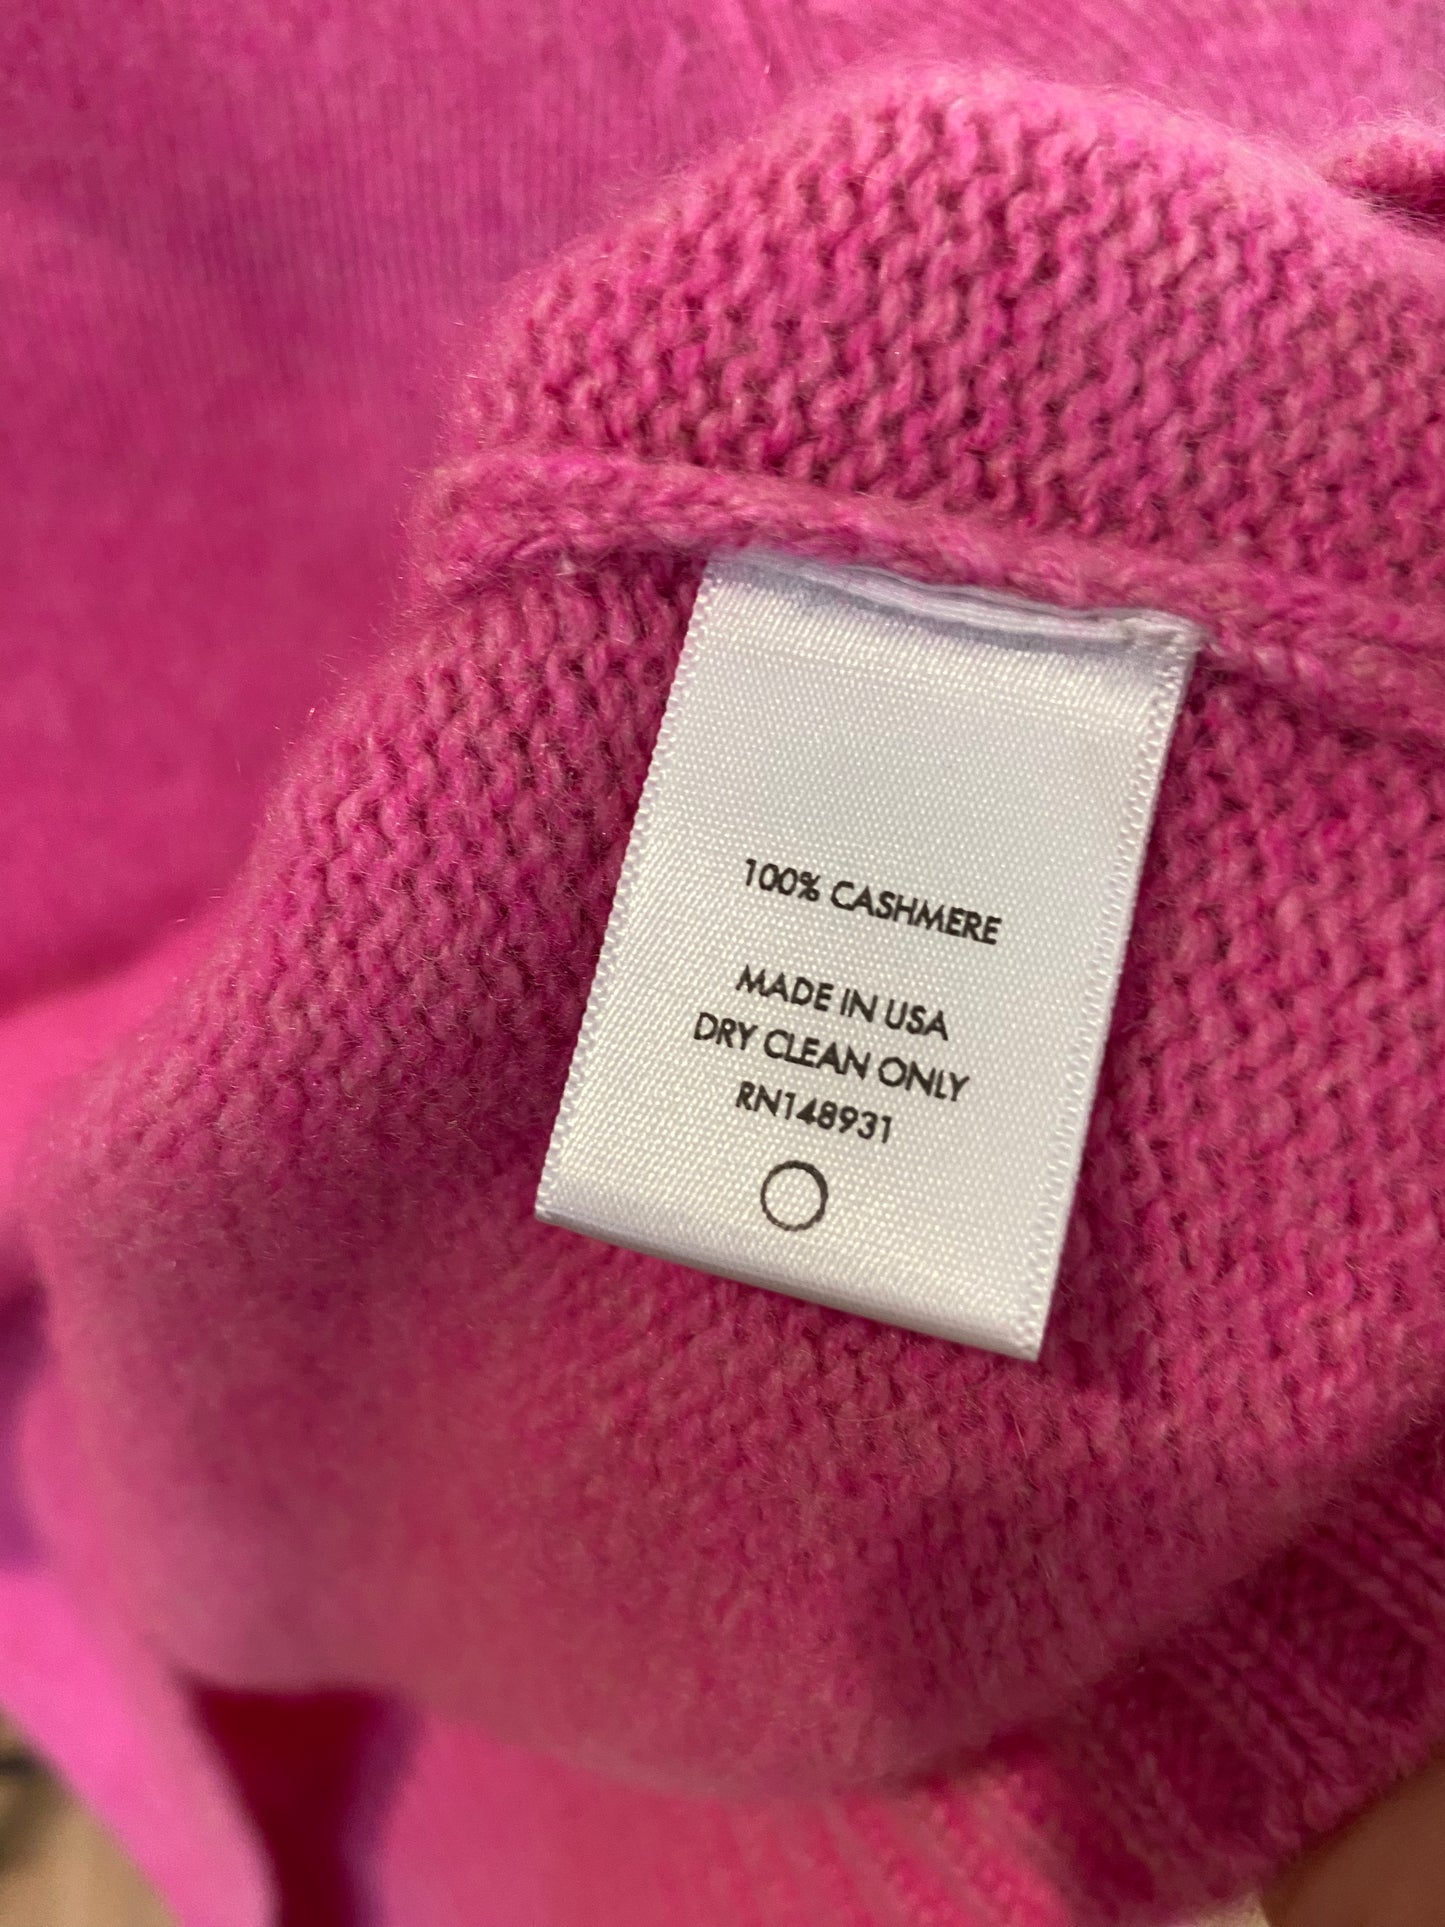 100% CASHMERE
MADE IN USA
DRY CLEAN ONLY
RN148931